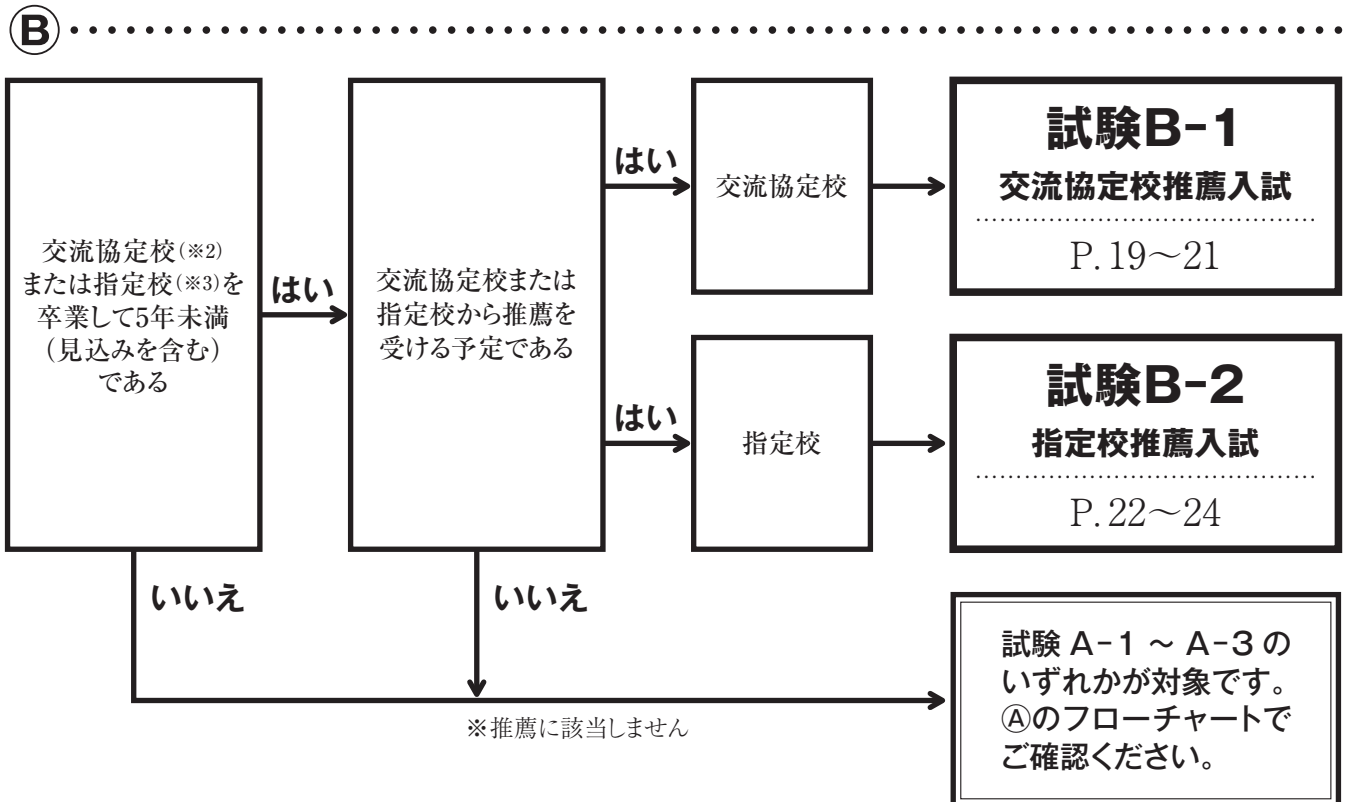 Ⓑ
交流協定校(※2)
または指定校(※3)を
卒業して5年未満
(見込みを含む)
である
はい
交流協定校または
指定校から推薦を
受ける予定である
はい
交流協定校
試験B-1
交流協定校推薦入試
P.19〜21
はい
指定校
試験B-2
指定校推薦入試
P.22〜24
いいえ
いいえ
※推薦に該当しません
試験 A-1 〜 A-3 の
いずれかが対象です。
Ⓐのフローチャートで
ご確認ください。